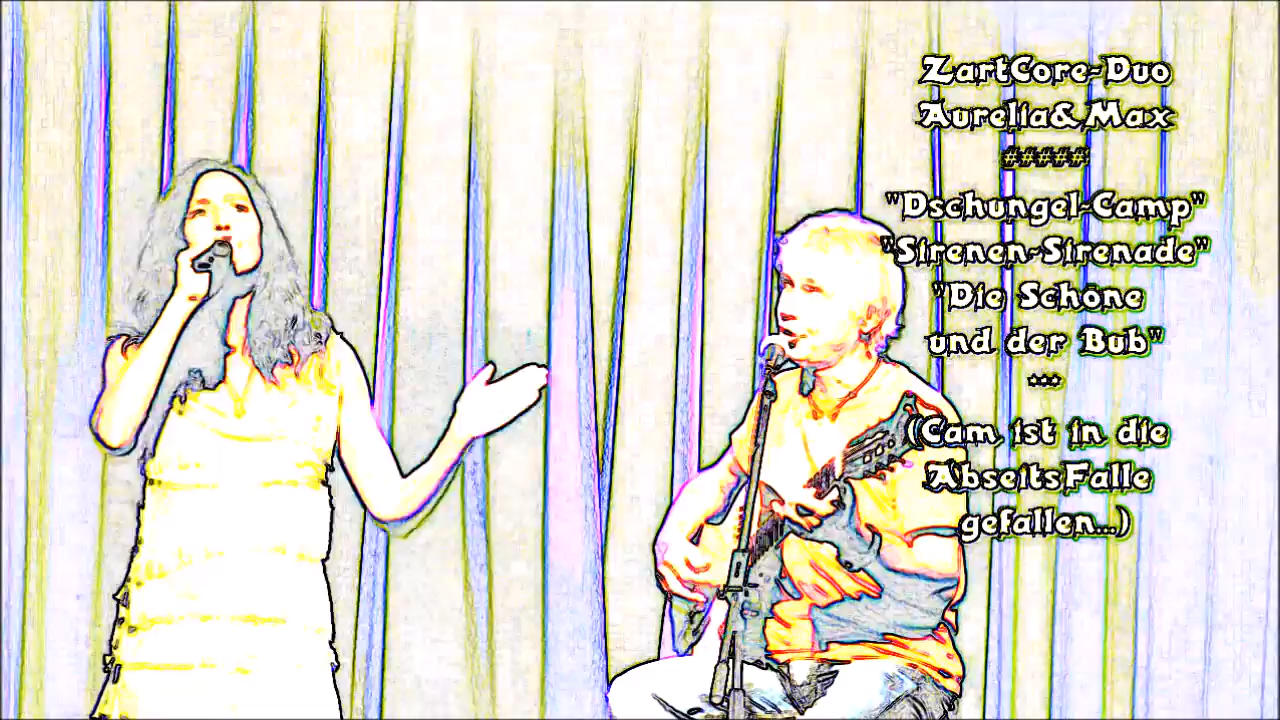 ZartCore-Duo
Aurelia&Max
#####
"Dschungel-Camp"
"Sirenen-Sirenade"
"Die Schöne
und der Bub"
***
(Cam ist in die
AbseitsFalle
gefallen...)